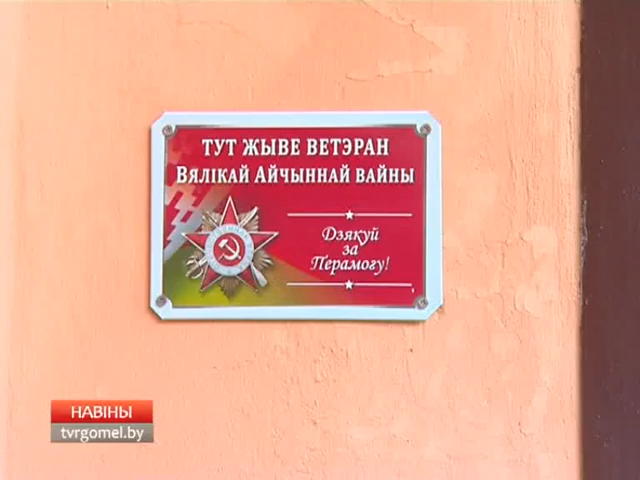 ТУТ ЖЫВЕ ВЕТЭРАН
ВЯЛІКАЙ АЙЧЫННАЙ ВАЙНЫ
Дзякуй
за
Перамогу!
НАВІНЫ
tvrgomel.by